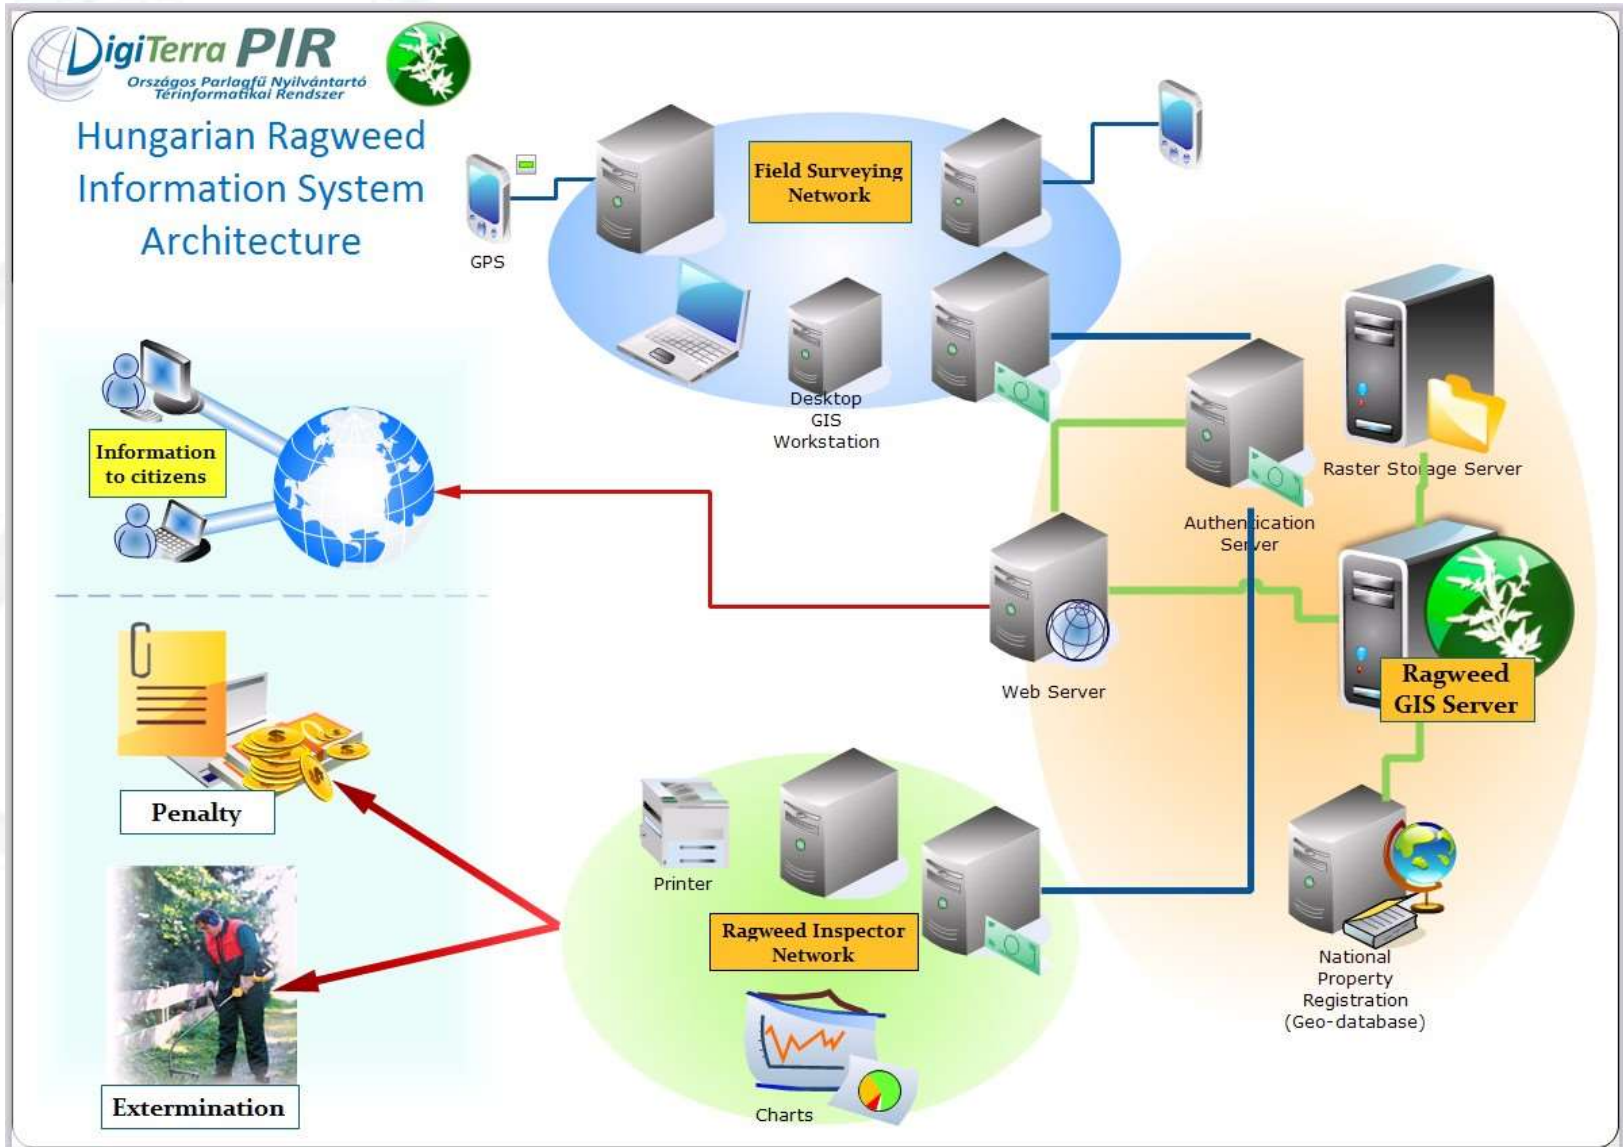 DigiTerra PIR
Országos Parlagfű Nyilvántartó
Térinformatikai Rendszer
Hungarian Ragweed
Information System
Architecture
GPS
Field Surveying
Network
Desktop
GIS
Workstation
Information
to citizens
Raster Storage Server
Authentication
Server
Web Server
Ragweed
GIS Server
Penalty
Printer
Ragweed Inspector
Network
National
Property
Registration
(Geo-database)
Extermination
Charts